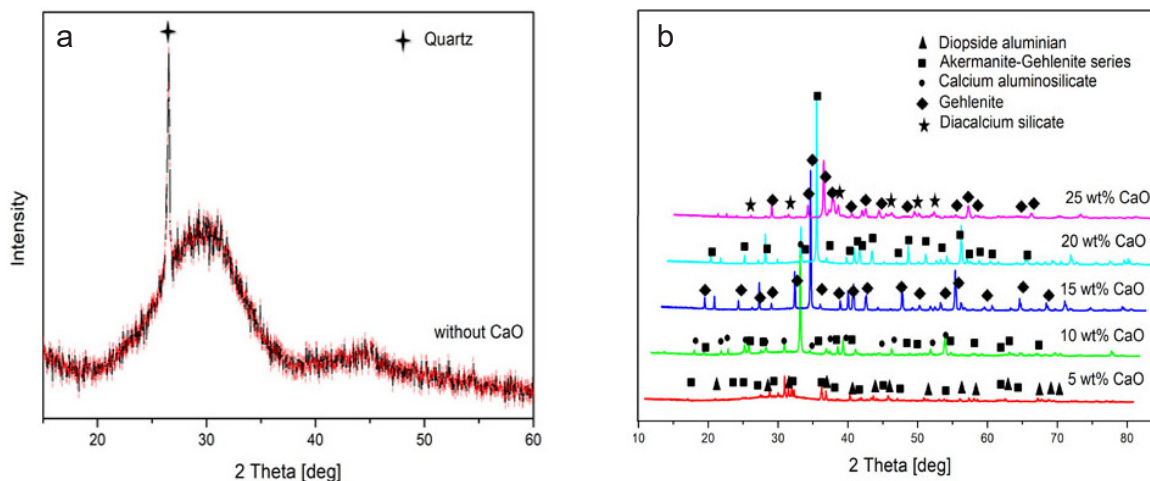 a
Quartz
Intensity
without CaO
20
30
40
50
60
2 Theta [deg]
b
Diopside aluminian
Akermanite-Gehlenite series
Calcium aluminosilicate
Gehlenite
Diacalcium silicate
25 wt% CaO
20 wt% CaO
15 wt% CaO
10 wt% CaO
5 wt% CaO
10
20
30
40
50
60
70
80
2 Theta [deg]